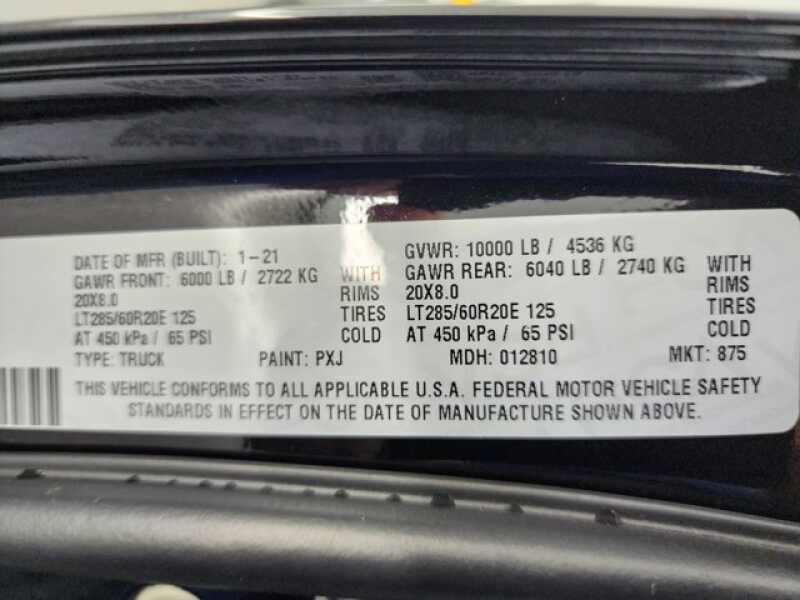 DATE OF MFR (BUILT): 1-21 GVWR: 10000 LB / 4536 KG
GAWR FRONT: 6000 LB / 2722 KG WITH GAWR REAR: 6040 LB / 2740 KG WITH
20X8.0 RIMS 20X8.0 RIMS
LT285/60R20E 125 TIRES LT285/60R20E 125 TIRES
AT 450 kPa / 65 PSI COLD AT 450 kPa / 65 PSI COLD
TYPE: TRUCK PAINT: PXJ MDH: 012810 MKT: 875
THIS VEHICLE CONFORMS TO ALL APPLICABLE U.S.A. FEDERAL MOTOR VEHICLE SAFETY
STANDARDS IN EFFECT ON THE DATE OF MANUFACTURE SHOWN ABOVE.